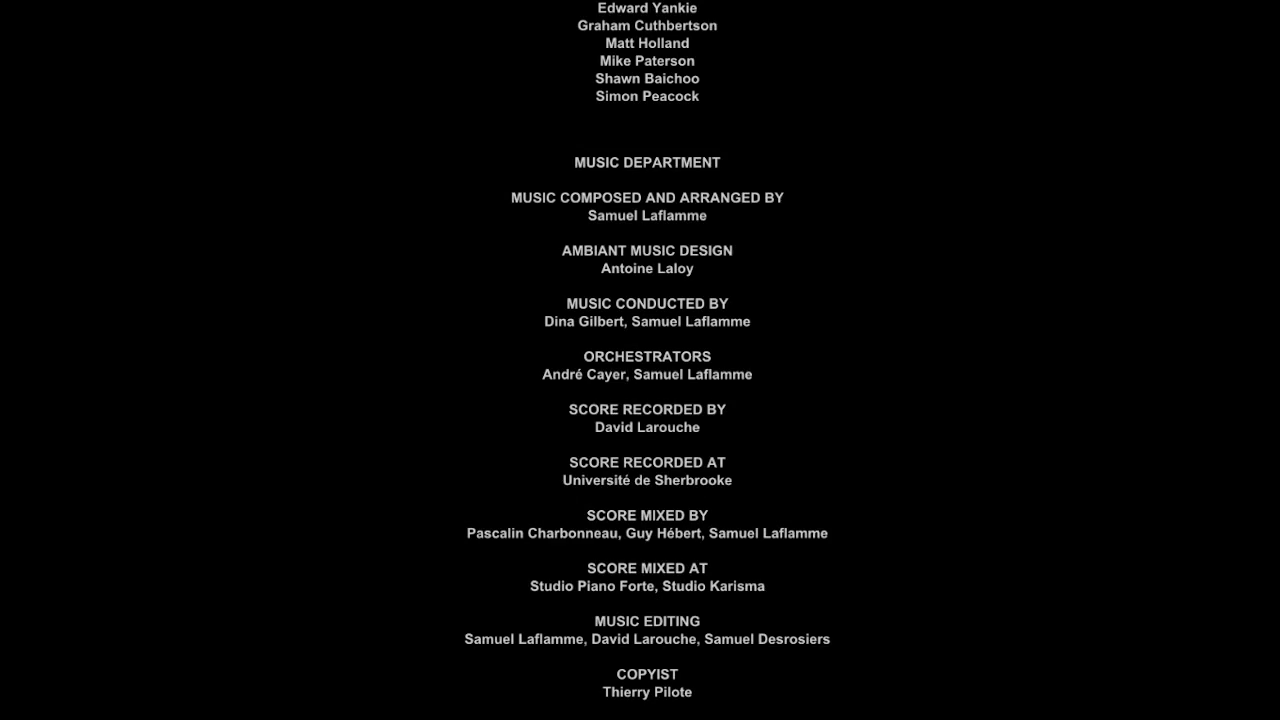 Edward Yankie
Graham Cuthbertson
Matt Holland
Mike Paterson
Shawn Baichoo
Simon Peacock
MUSIC DEPARTMENT
MUSIC COMPOSED AND ARRANGED BY
Samuel Laflamme
AMBIANT MUSIC DESIGN
Antoine Laloy
MUSIC CONDUCTED BY
Dina Gilbert, Samuel Laflamme
ORCHESTRATORS
André Cayer, Samuel Laflamme
SCORE RECORDED BY
David Larouche
SCORE RECORDED AT
Université de Sherbrooke
SCORE MIXED BY
Pascalin Charbonneau, Guy Hébert, Samuel Laflamme
SCORE MIXED AT
Studio Piano Forte, Studio Karisma
MUSIC EDITING
Samuel Laflamme, David Larouche, Samuel Desrosiers
COPYIST
Thierry Pilote